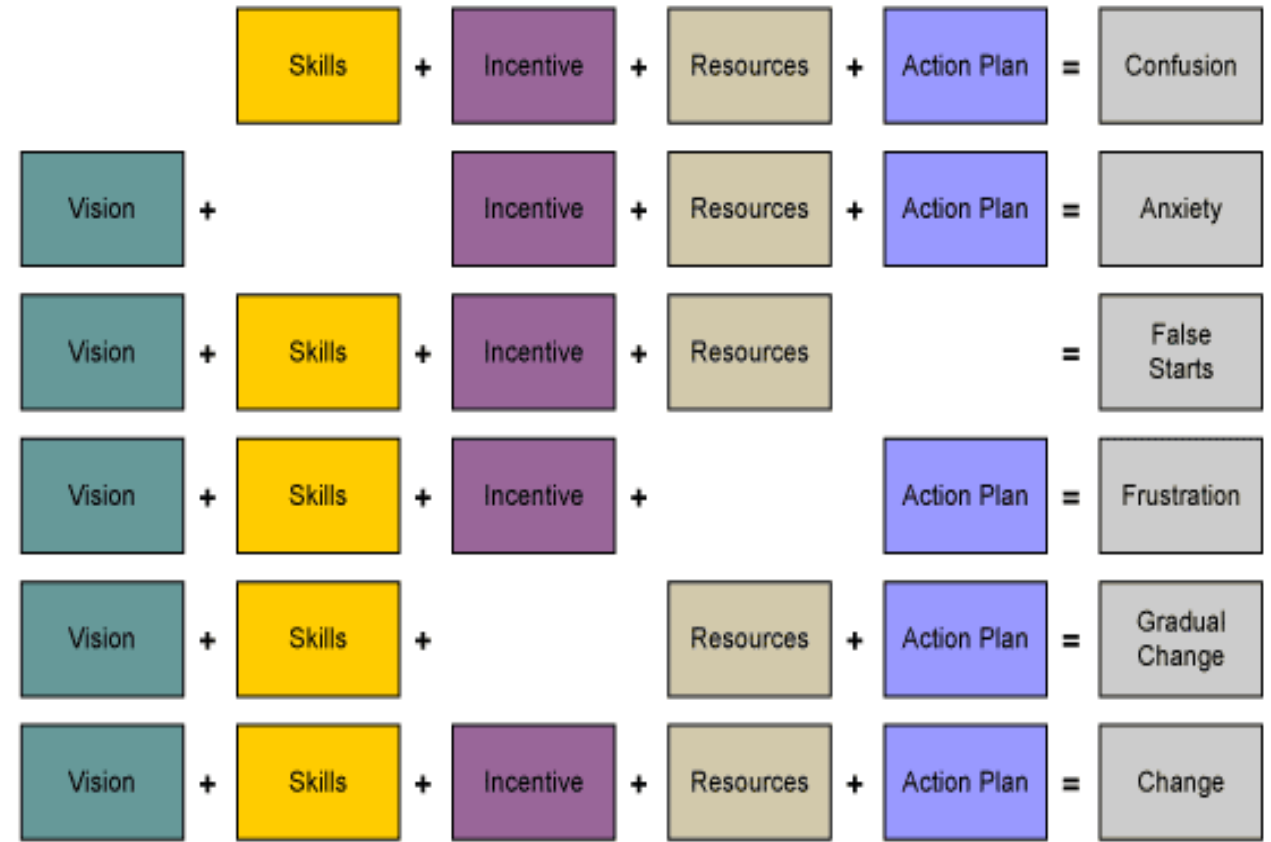 Skills + Incentive + Resources + Action Plan = Confusion
Vision + Incentive + Resources + Action Plan = Anxiety
Vision + Skills + Incentive + Resources = False Starts
Vision + Skills + Incentive + Action Plan = Frustration
Vision + Skills + Resources + Action Plan = Gradual Change
Vision + Skills + Incentive + Resources + Action Plan = Change